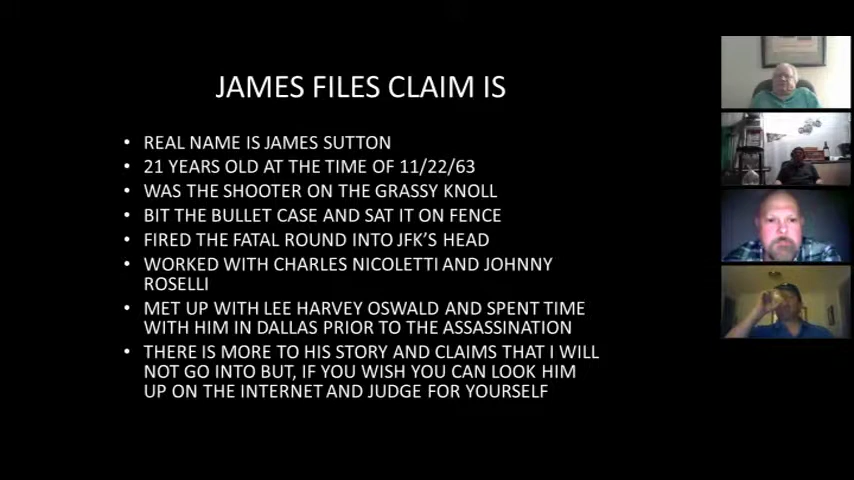 JAMES FILES CLAIM IS
• REAL NAME IS JAMES SUTTON
• 21 YEARS OLD AT THE TIME OF 11/22/63
• WAS THE SHOOTER ON THE GRASSY KNOLL
• BIT THE BULLET CASE AND SAT IT ON FENCE
• FIRED THE FATAL ROUND INTO JFK'S HEAD
• WORKED WITH CHARLES NICOLETTI AND JOHNNY
ROSELLI
• MET UP WITH LEE HARVEY OSWALD AND SPENT TIME
WITH HIM IN DALLAS PRIOR TO THE ASSASSINATION
• THERE IS MORE TO HIS STORY AND CLAIMS THAT I WILL
NOT GO INTO BUT, IF YOU WISH YOU CAN LOOK HIM
UP ON THE INTERNET AND JUDGE FOR YOURSELF